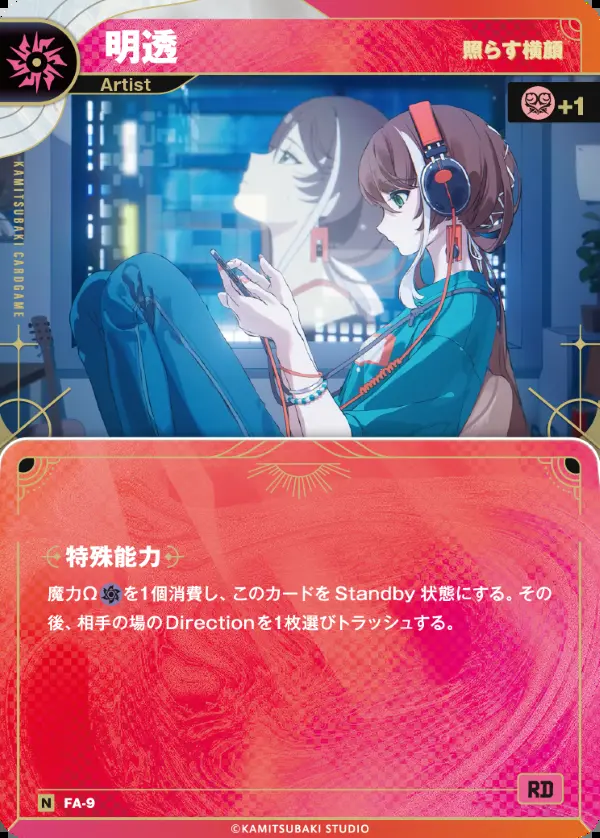 明透
照らす横顔
Artist
+1
KAMITSUBAKI CARDGAME
特殊能力
魔力Ωを1個消費し、このカードをStandby 状態にする。その
後、相手の場のDirectionを1枚選びトラッシュする。
N FA-9
RD
©KAMITSUBAKI STUDIO